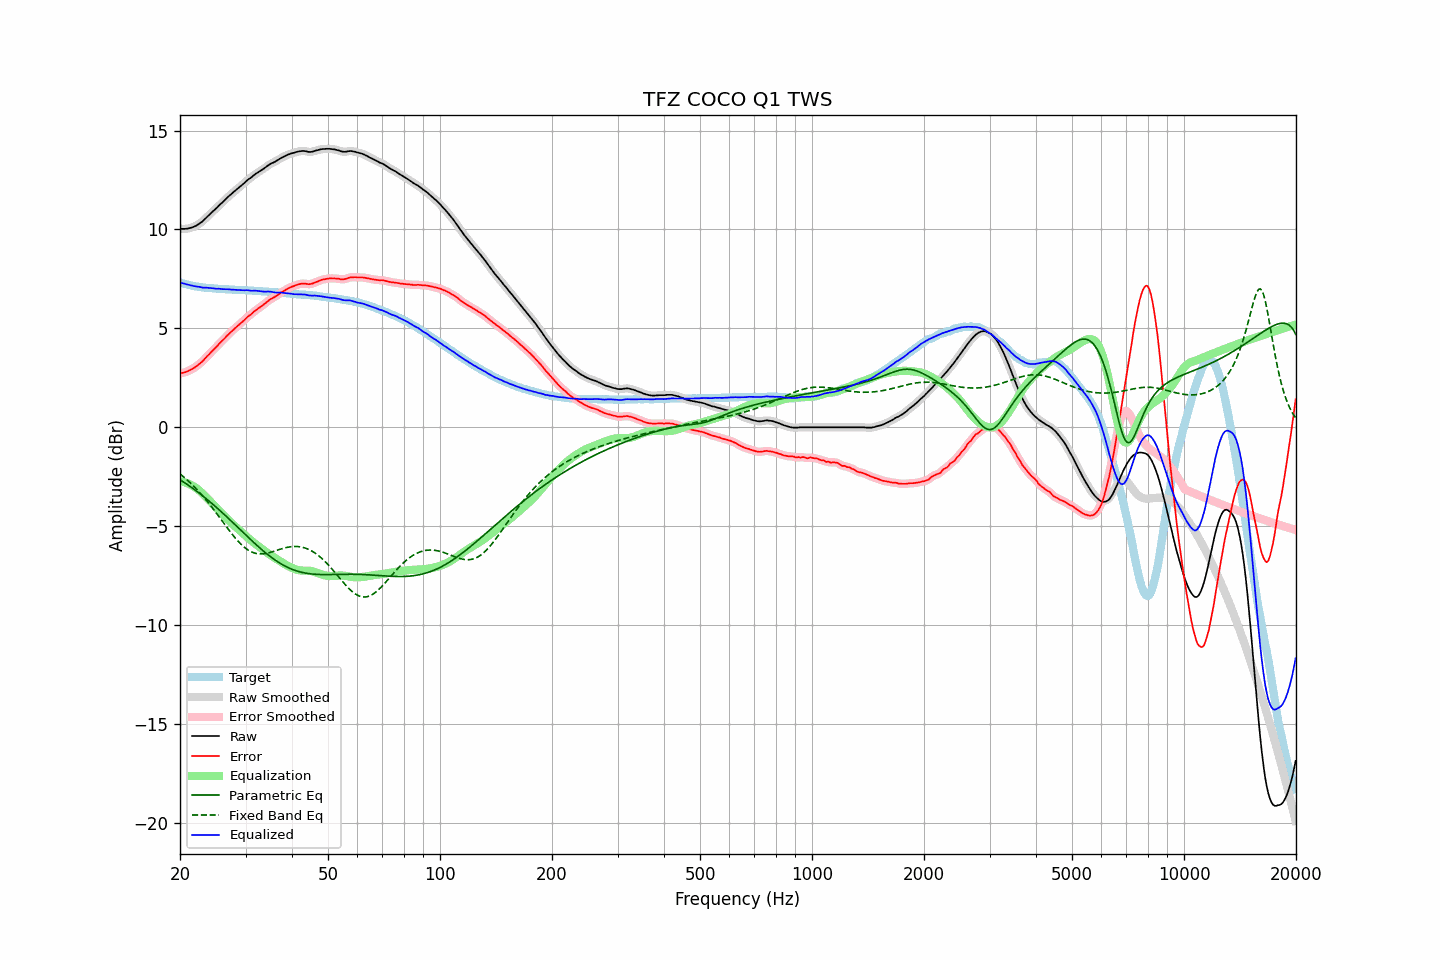 TFZ COCO Q1 TWS
Amplitude (dBr)
15
10
5
0
−5
−10
−15
−20
Target
Raw Smoothed
Error Smoothed
Raw
Error
Equalization
Parametric Eq
Fixed Band Eq
Equalized
20 50 100 200 500 1000 2000 5000 10000 20000
Frequency (Hz)